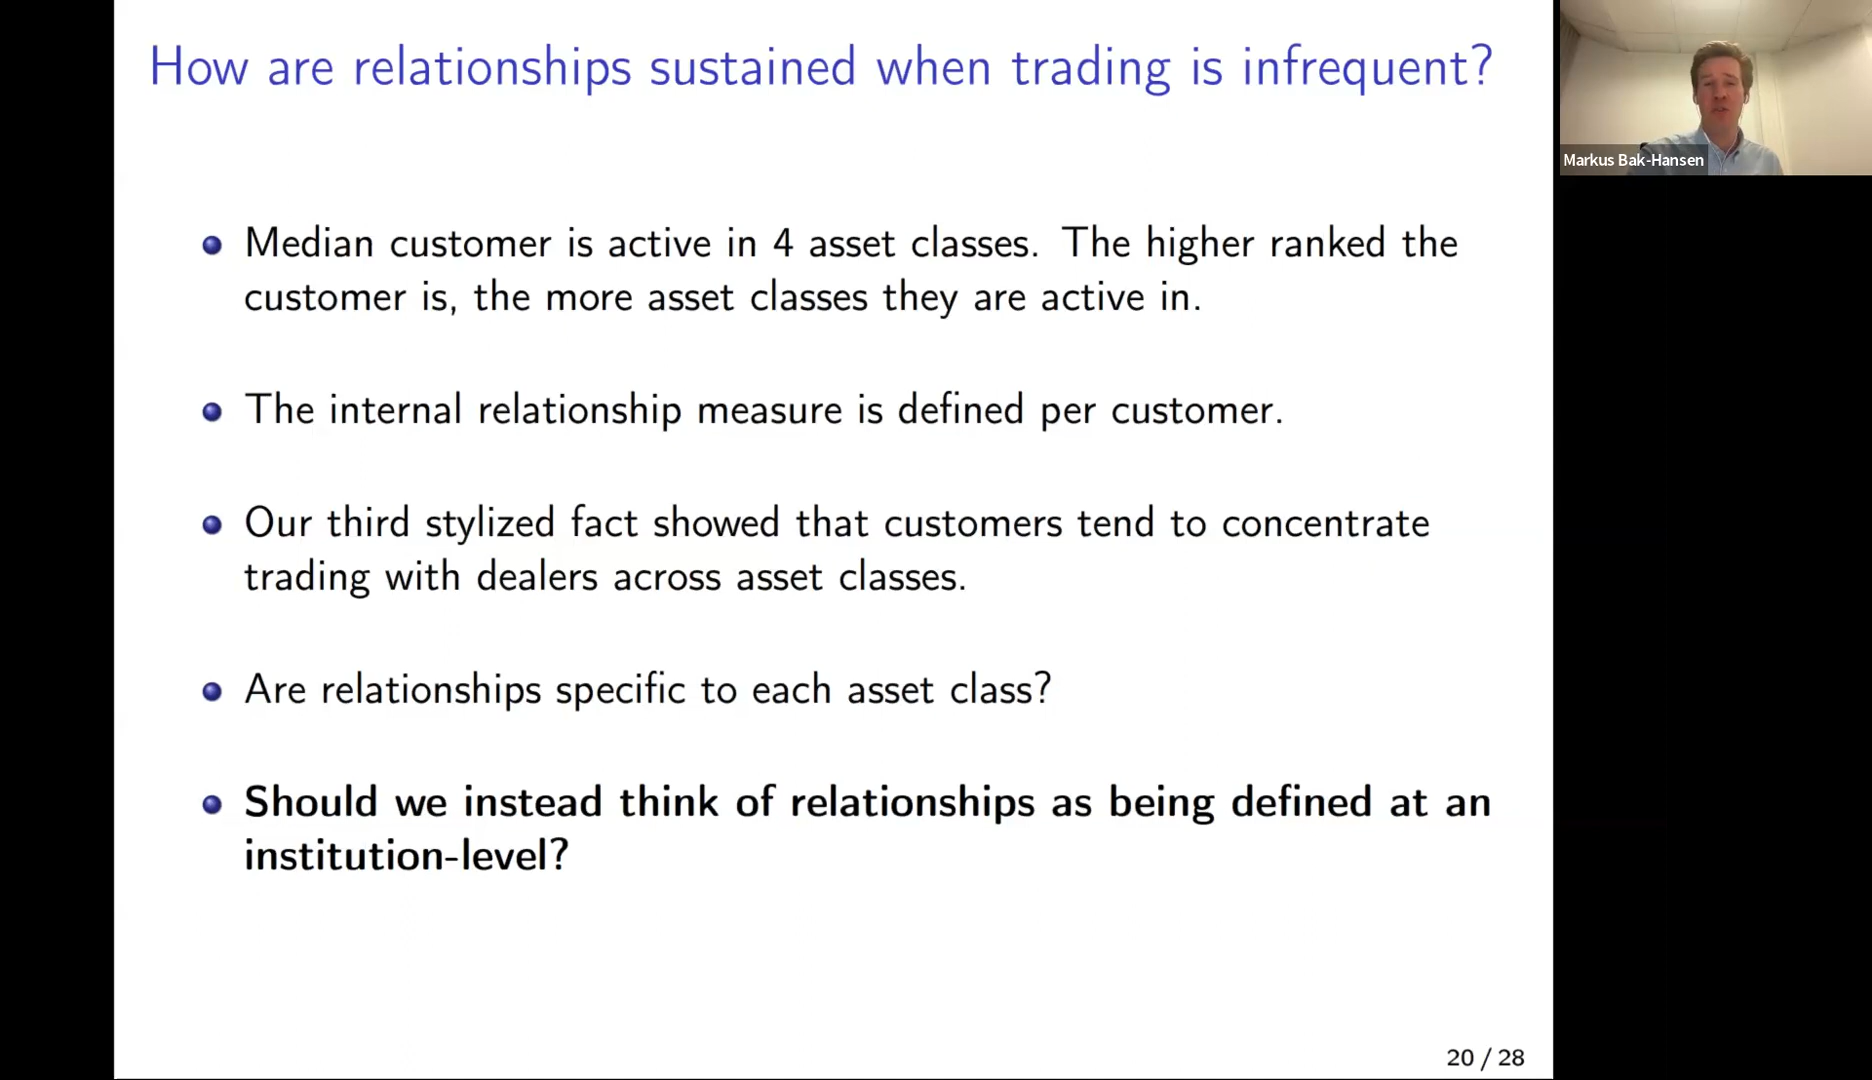 How are relationships sustained when trading is infrequent?
Markus Bak-Hansen
Median customer is active in 4 asset classes. The higher ranked the
customer is, the more asset classes they are active in.
The internal relationship measure is defined per customer.
Our third stylized fact showed that customers tend to concentrate
trading with dealers across asset classes.
Are relationships specific to each asset class?
Should we instead think of relationships as being defined at an
institution-level?
20 / 28